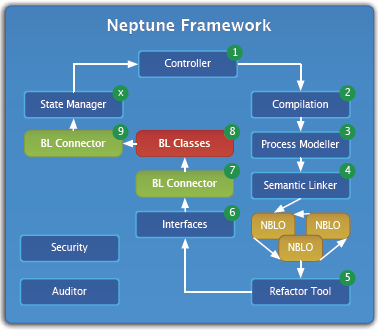 Neptune Framework
1
Controller
2
Compilation
x
State Manager
3
Process Modeller
9
BL Connector
8
BL Classes
4
Semantic Linker
7
BL Connector
NBLO
NBLO
NBLO
6
Interfaces
Security
5
Refactor Tool
Auditor